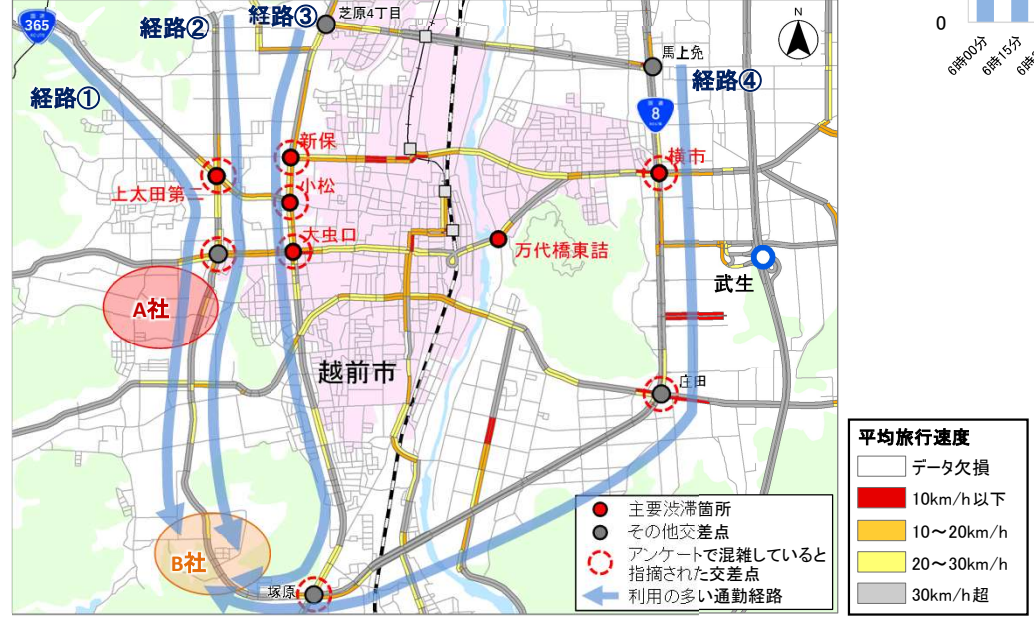 国道
365
経路②
経路③
芝原4丁目
N
0
6時00分
6時15分
馬上免
経路④
経路①
国道
8
新保
横市
上太田第二
小松
大虫口
万代橋東詰
武生
A社
越前市
庄田
B社
塚原
主要渋滞箇所
その他交差点
アンケートで混雑していると
指摘された交差点
利用の多い通勤経路
平均旅行速度
データ欠損
10km/h以下
10～20km/h
20～30km/h
30km/h超